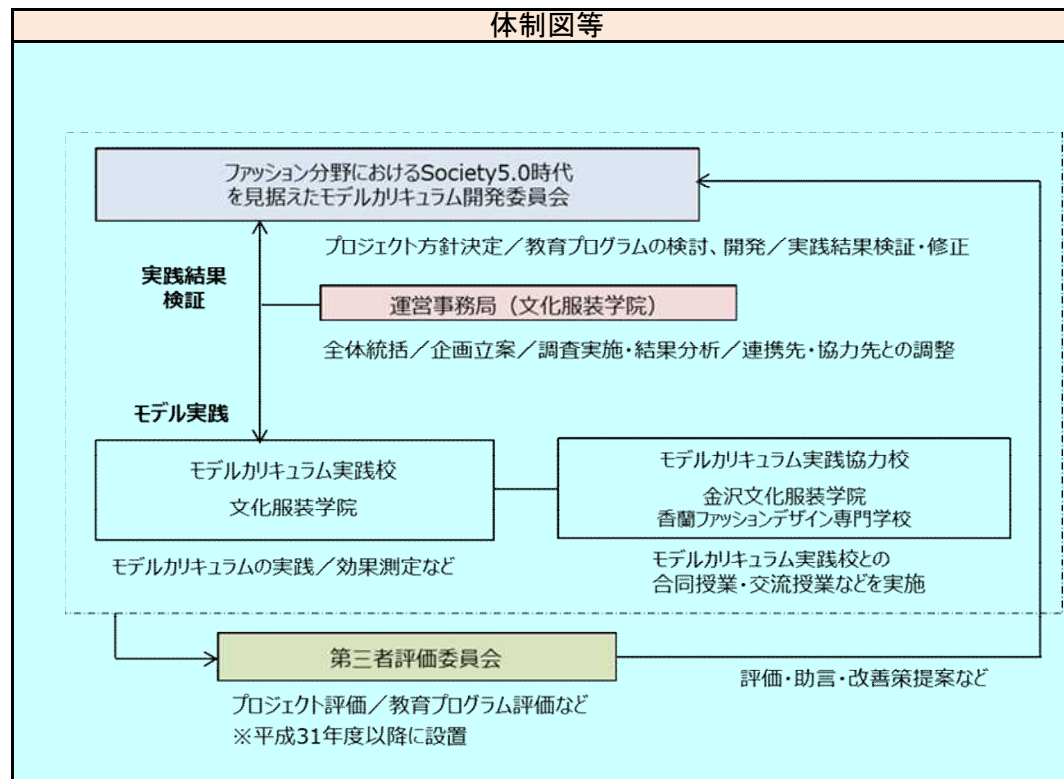 体制図等
ファッション分野におけるSociety5.0時代
を見据えたモデルカリキュラム開発委員会
プロジェクト方針決定／教育プログラムの検討、開発／実践結果検証・修正
実践結果
検証
運営事務局（文化服装学院）
全体統括／企画立案／調査実施・結果分析／連携先・協力先との調整
モデル実践
モデルカリキュラム実践校
文化服装学院
モデルカリキュラム実践協力校
金沢文化服装学院
香蘭ファッションデザイン専門学校
モデルカリキュラムの実践／効果測定など
モデルカリキュラム実践校との
合同授業・交流授業などを実施
第三者評価委員会
評価・助言・改善策提案など
プロジェクト評価／教育プログラム評価など
※平成31年度以降に設置